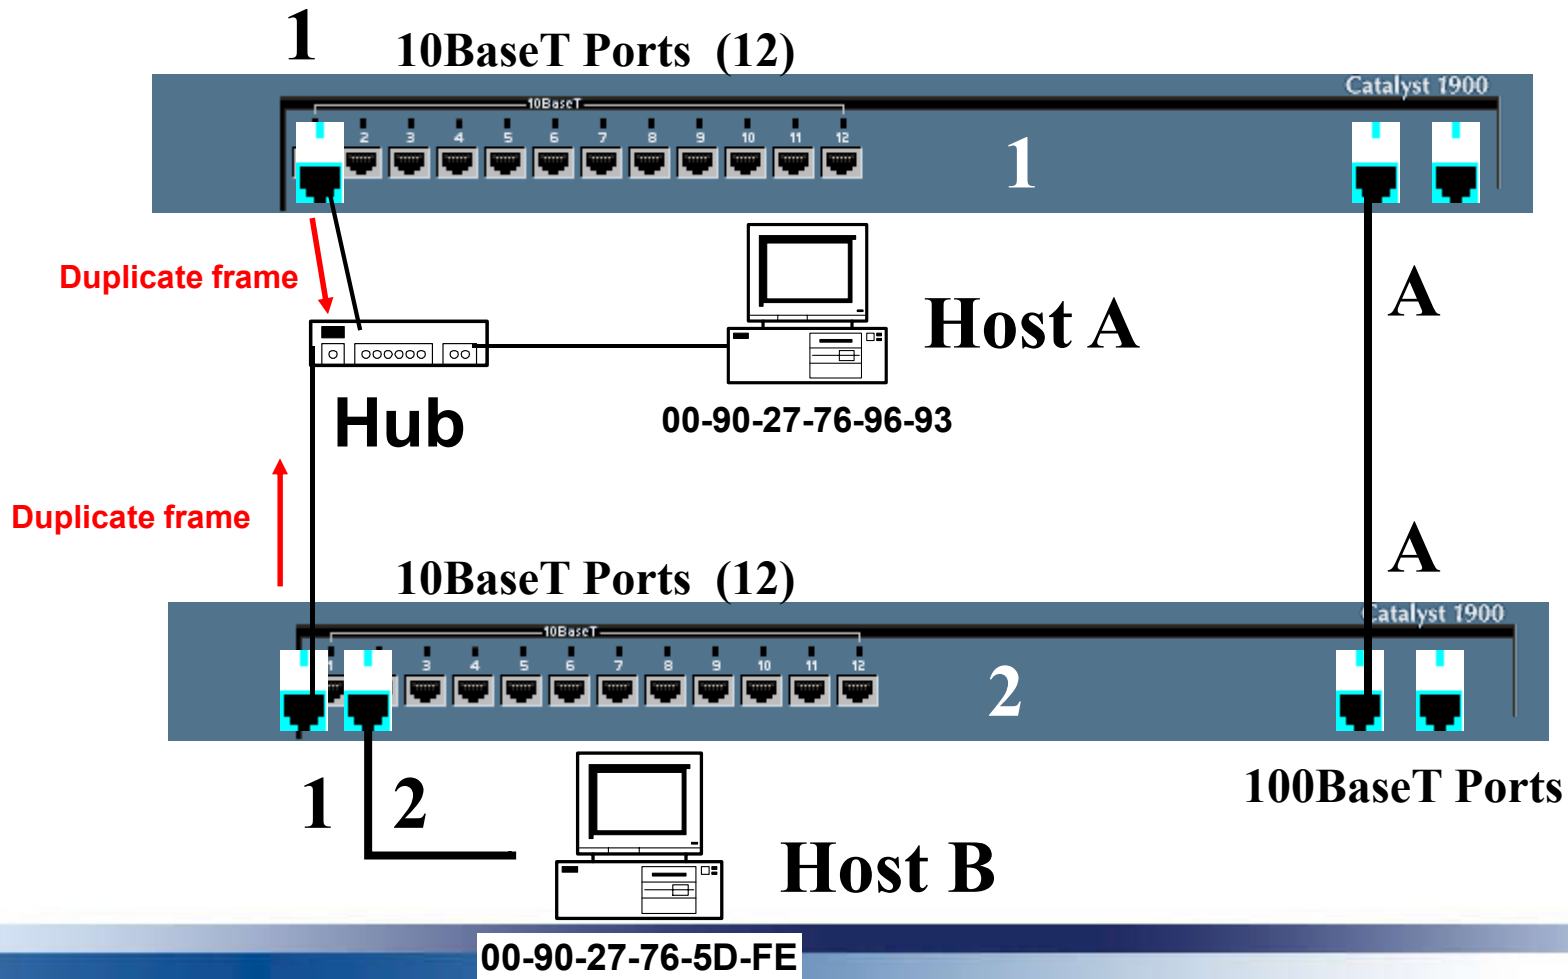 1
10BaseT Ports (12)
Catalyst 1900
10BaseT
2 3 4 5 6 7 8 9 10 11 12
1
Duplicate frame
A
Host A
Hub
00-90-27-76-96-93
Duplicate frame
A
10BaseT Ports (12)
Catalyst 1900
10BaseT
1 3 4 5 6 7 8 9 10 11 12
2
1 2
100BaseT Ports
Host B
00-90-27-76-5D-FE